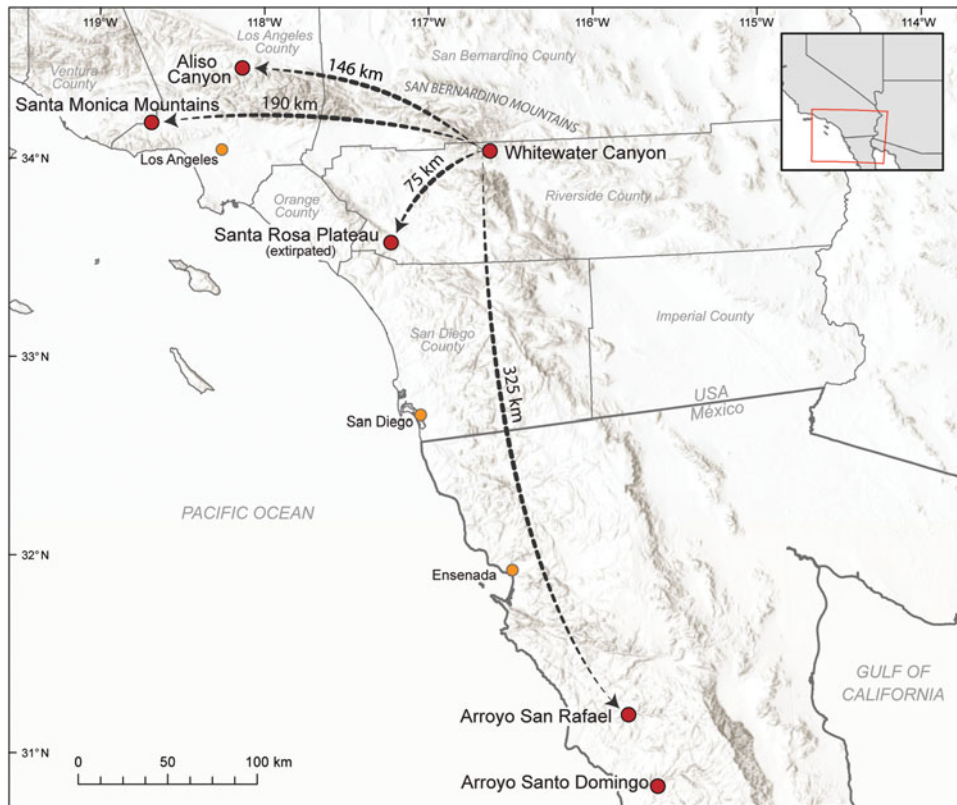 119°W
118°W
117°W
116°W
115°W
114°W
Los Angeles
County
San Bernardino County
Aliso
Canyon
146 km
Ventura
County
SAN BERNARDINO MOUNTAINS
Santa Monica Mountains
190 km
34°N
Los Angeles
Whitewater Canyon
75 km
Orange
County
Riverside County
Santa Rosa Plateau
(extirpated)
33°N
San Diego
County
Imperial County
325 km
USA
México
San Diego
PACIFIC OCEAN
32°N
Ensenada
GULF OF
CALIFORNIA
Arroyo San Rafael
31°N
Arroyo Santo Domingo
0 50 100 km